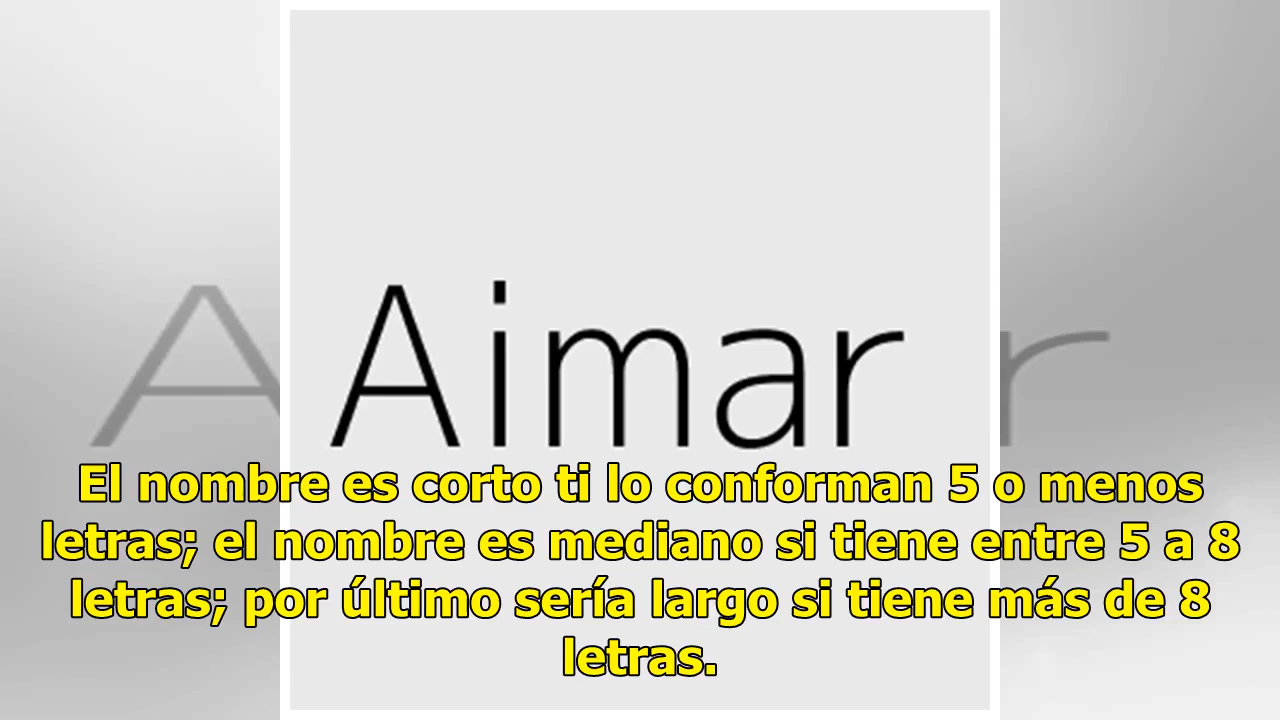 Aimar
El nombre es corto ti lo conforman 5 o menos
letras; el nombre es mediano si tiene entre 5 a 8
letras; por último sería largo si tiene más de 8
letras.